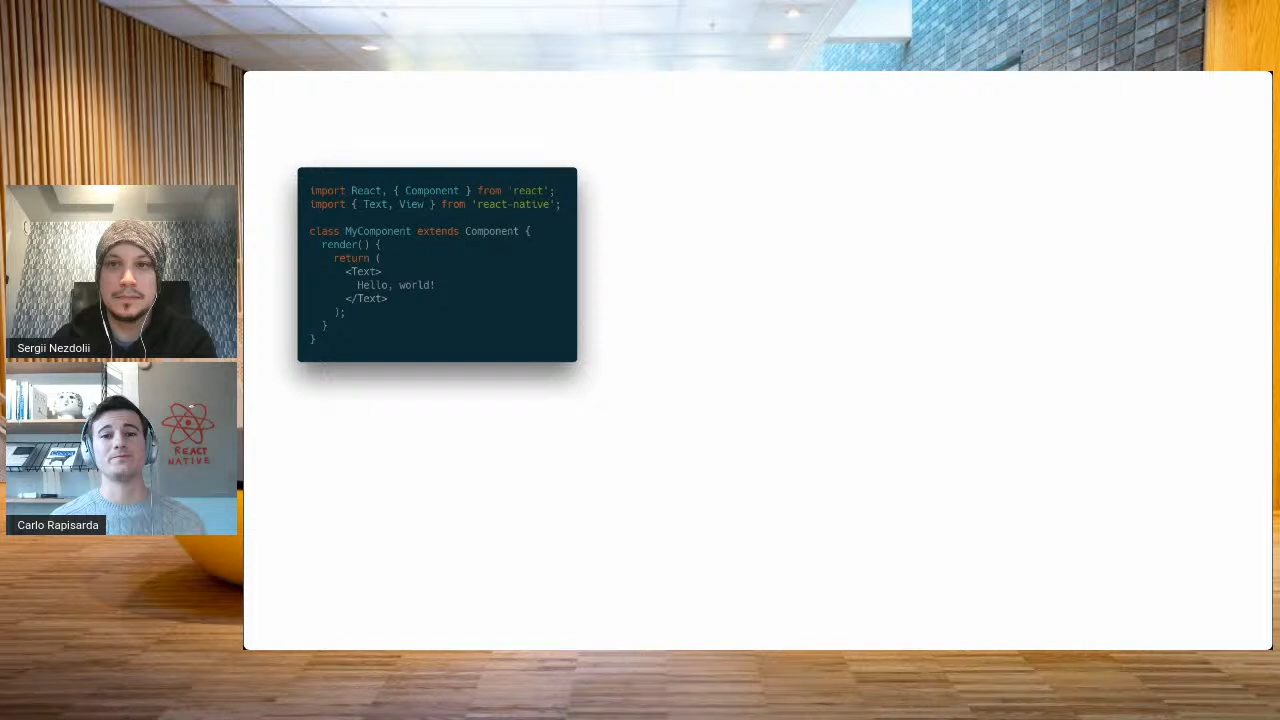 import React, { Component } from 'react';
import { Text, View } from 'react-native';

class MyComponent extends Component {
  render() {
    return (
      <Text>
        Hello, world!
      </Text>
    );
  }
}
Sergii Nezdolii
REACT
NATIVE
Carlo Rapisarda